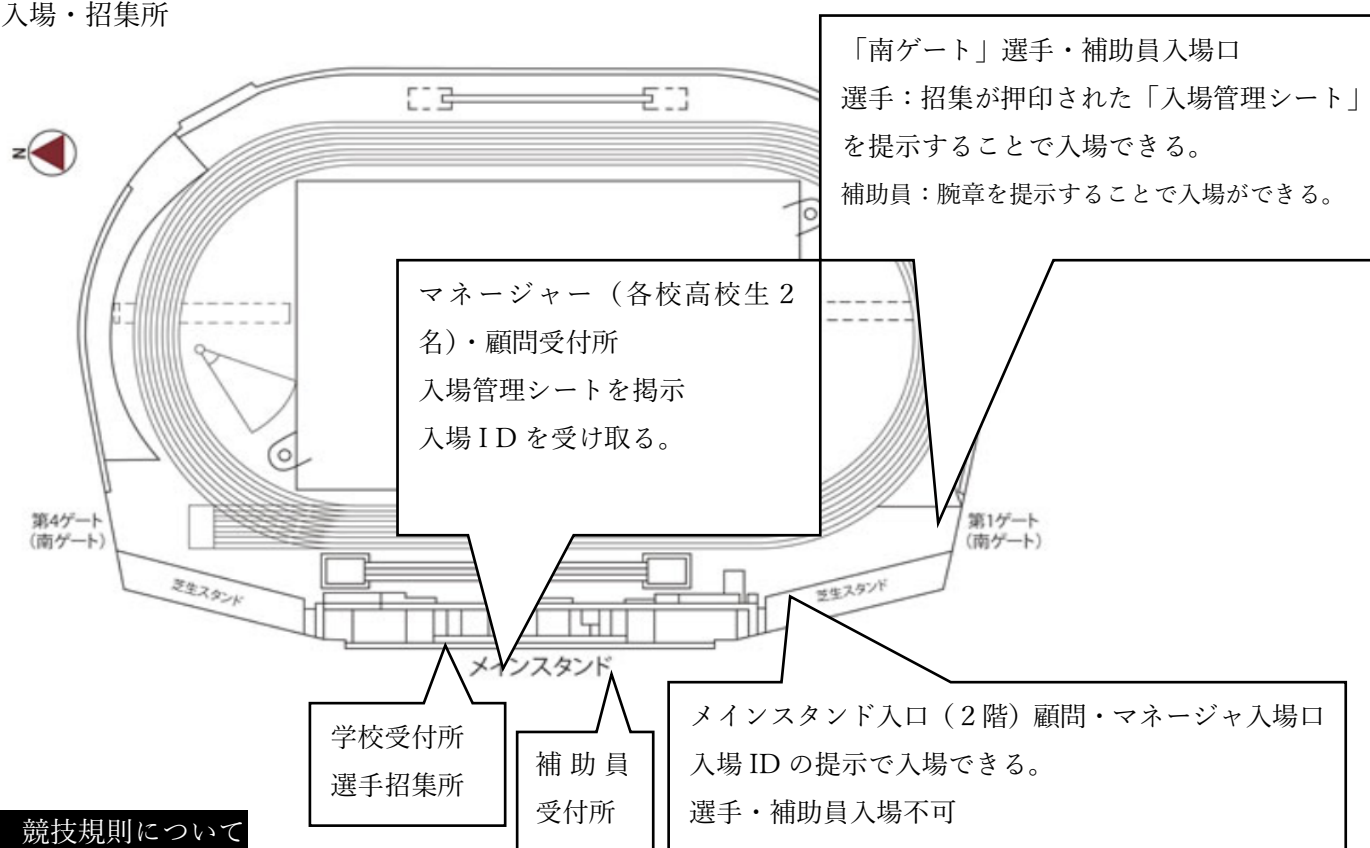 入場・招集所
「南ゲート」選手・補助員入場口
選手：招集が押印された「入場管理シート」
を提示することで入場できる。
補助員：腕章を提示することで入場ができる。
N
マネージャー（各校高校生２
名）・顧問受付所
入場管理シートを掲示
入場ＩＤを受け取る。
第4ゲート
(南ゲート)
第1ゲート
(南ゲート)
芝生スタンド
芝生スタンド
メインスタンド
学校受付所
選手招集所
補助員
受付所
メインスタンド入口（２階）顧問・マネージャ入場口
入場 ID の提示で入場できる。
選手・補助員入場不可
競技規則について